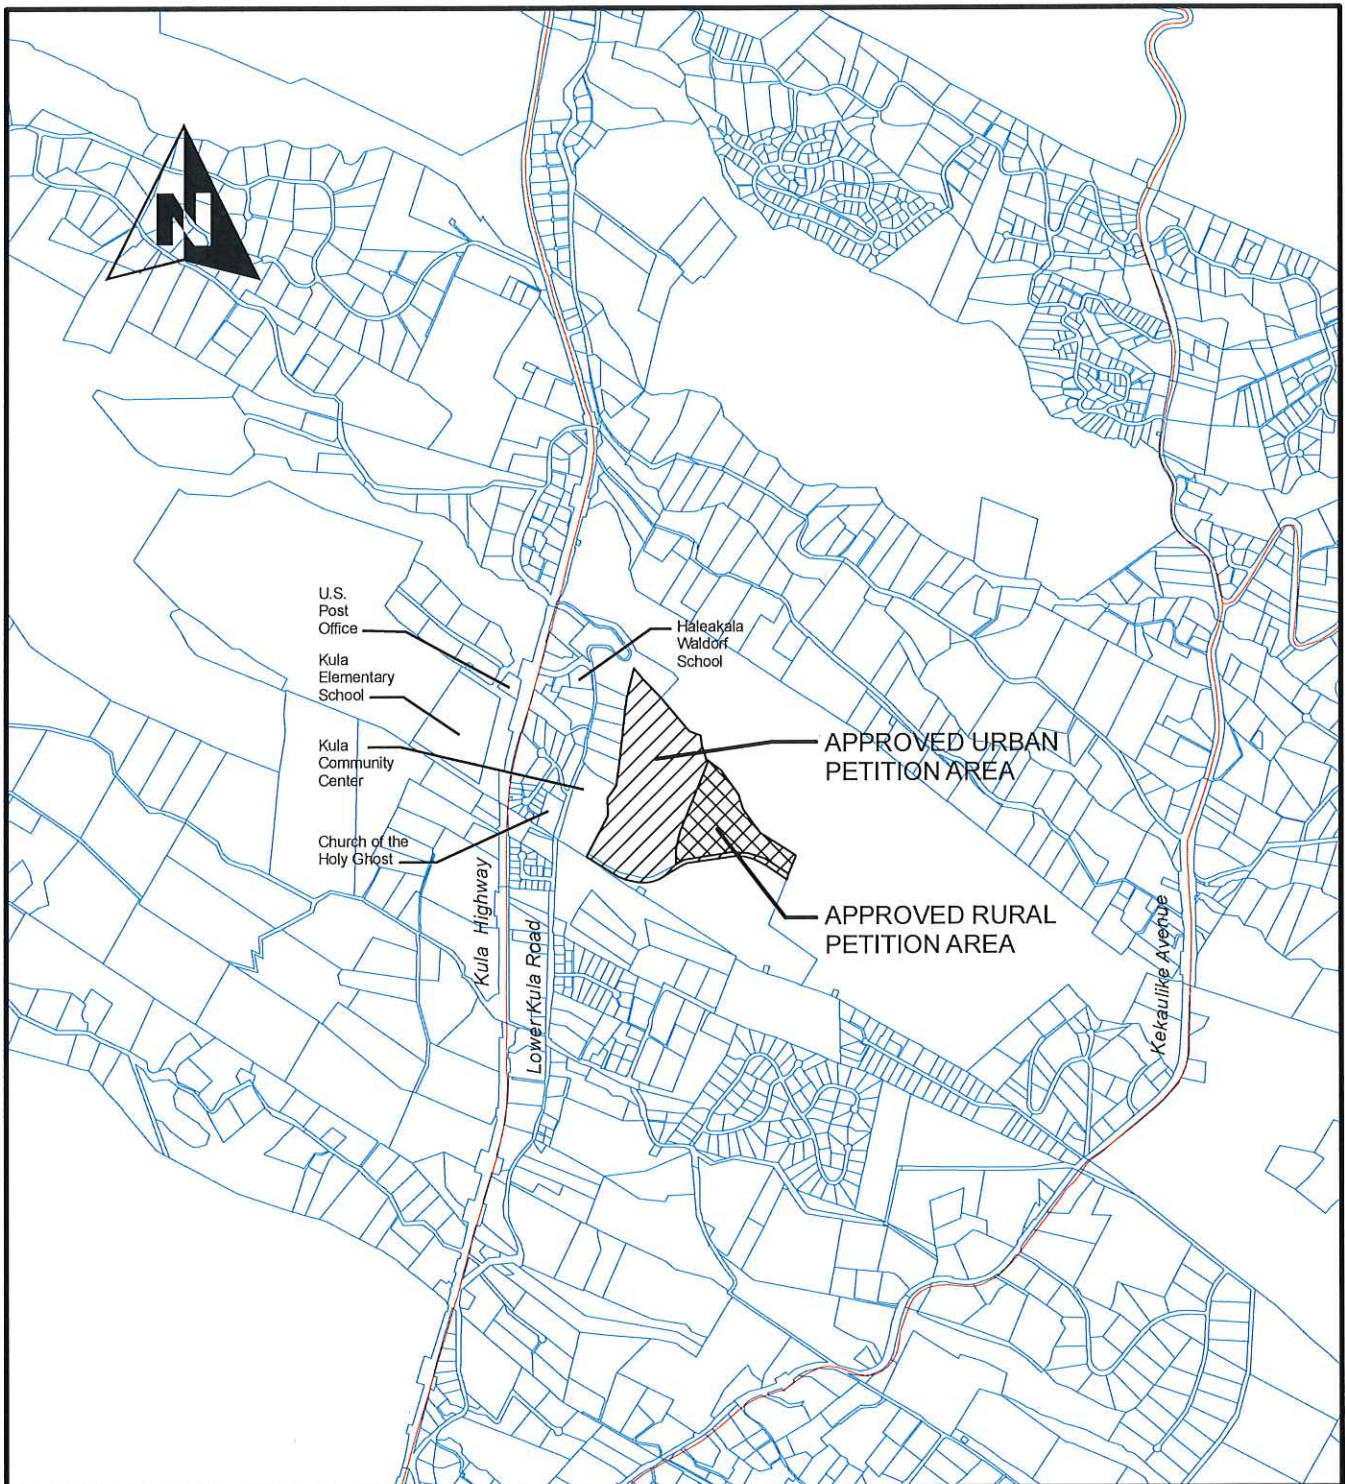 N
U.S.
Post
Office
Kula
Elementary
School
Kula
Community
Center
Church of the
Holy Ghost
Haleakala
Waldorf
School
APPROVED URBAN
PETITION AREA
APPROVED RURAL
PETITION AREA
Kula Highway
Lower Kula Road
Kekaulike Avenue